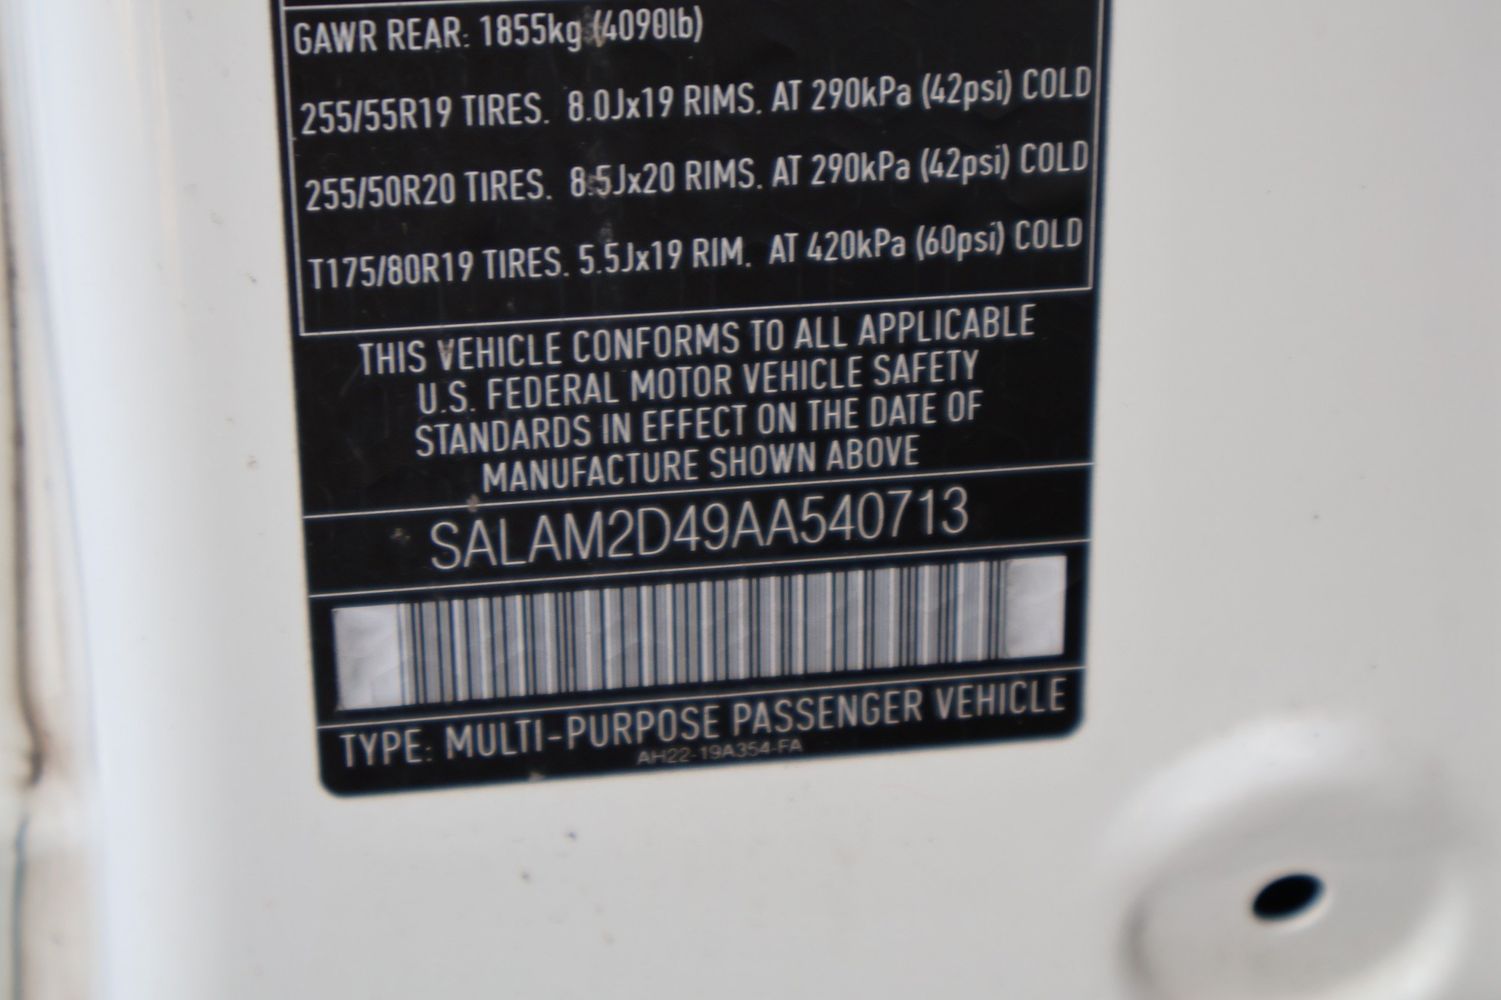 GAWR REAR: 1855kg (4090lb)
255/55R19 TIRES. 8.0Jx19 RIMS. AT 290kPa (42psi) COLD
255/50R20 TIRES. 8.5Jx20 RIMS. AT 290kPa (42psi) COLD
T175/80R19 TIRES. 5.5Jx19 RIM. AT 420kPa (60psi) COLD
THIS VEHICLE CONFORMS TO ALL APPLICABLE
U.S. FEDERAL MOTOR VEHICLE SAFETY
STANDARDS IN EFFECT ON THE DATE OF
MANUFACTURE SHOWN ABOVE
SALAM2D49AA540713
TYPE: MULTI-PURPOSE PASSENGER VEHICLE
AH22-19A354-FA